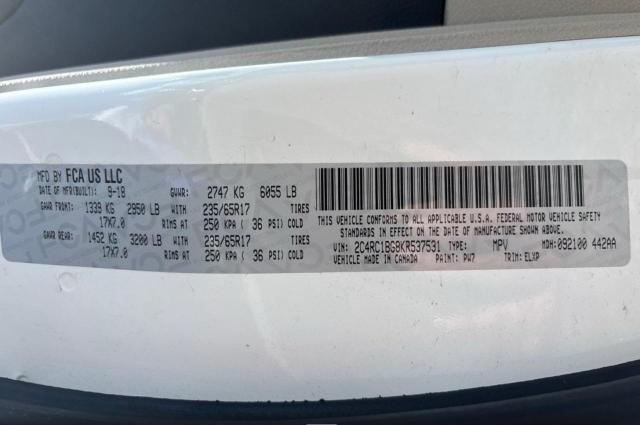 MFD BY FCA US LLC
DATE OF MFR(BUILT): 9-18 GVWR: 2747 KG 6055 LB
GAWR FRONT: 1339 KG 2950 LB WITH 235/65R17 TIRES
17X7.0 RIMS AT 250 KPA ( 36 PSI) COLD
GAWR REAR: 1452 KG 3200 LB WITH 235/65R17 TIRES
17X7.0 RIMS AT 250 KPA ( 36 PSI) COLD
THIS VEHICLE CONFORMS TO ALL APPLICABLE U.S.A. FEDERAL MOTOR VEHICLE SAFETY
STANDARDS IN EFFECT ON THE DATE OF MANUFACTURE SHOWN ABOVE.
VIN: 2C4RC1BG8KR537531 TYPE: MPV MDH: 092100 442AA
VEHICLE MADE IN CANADA PAINT: PW7 TRIM: ELXP